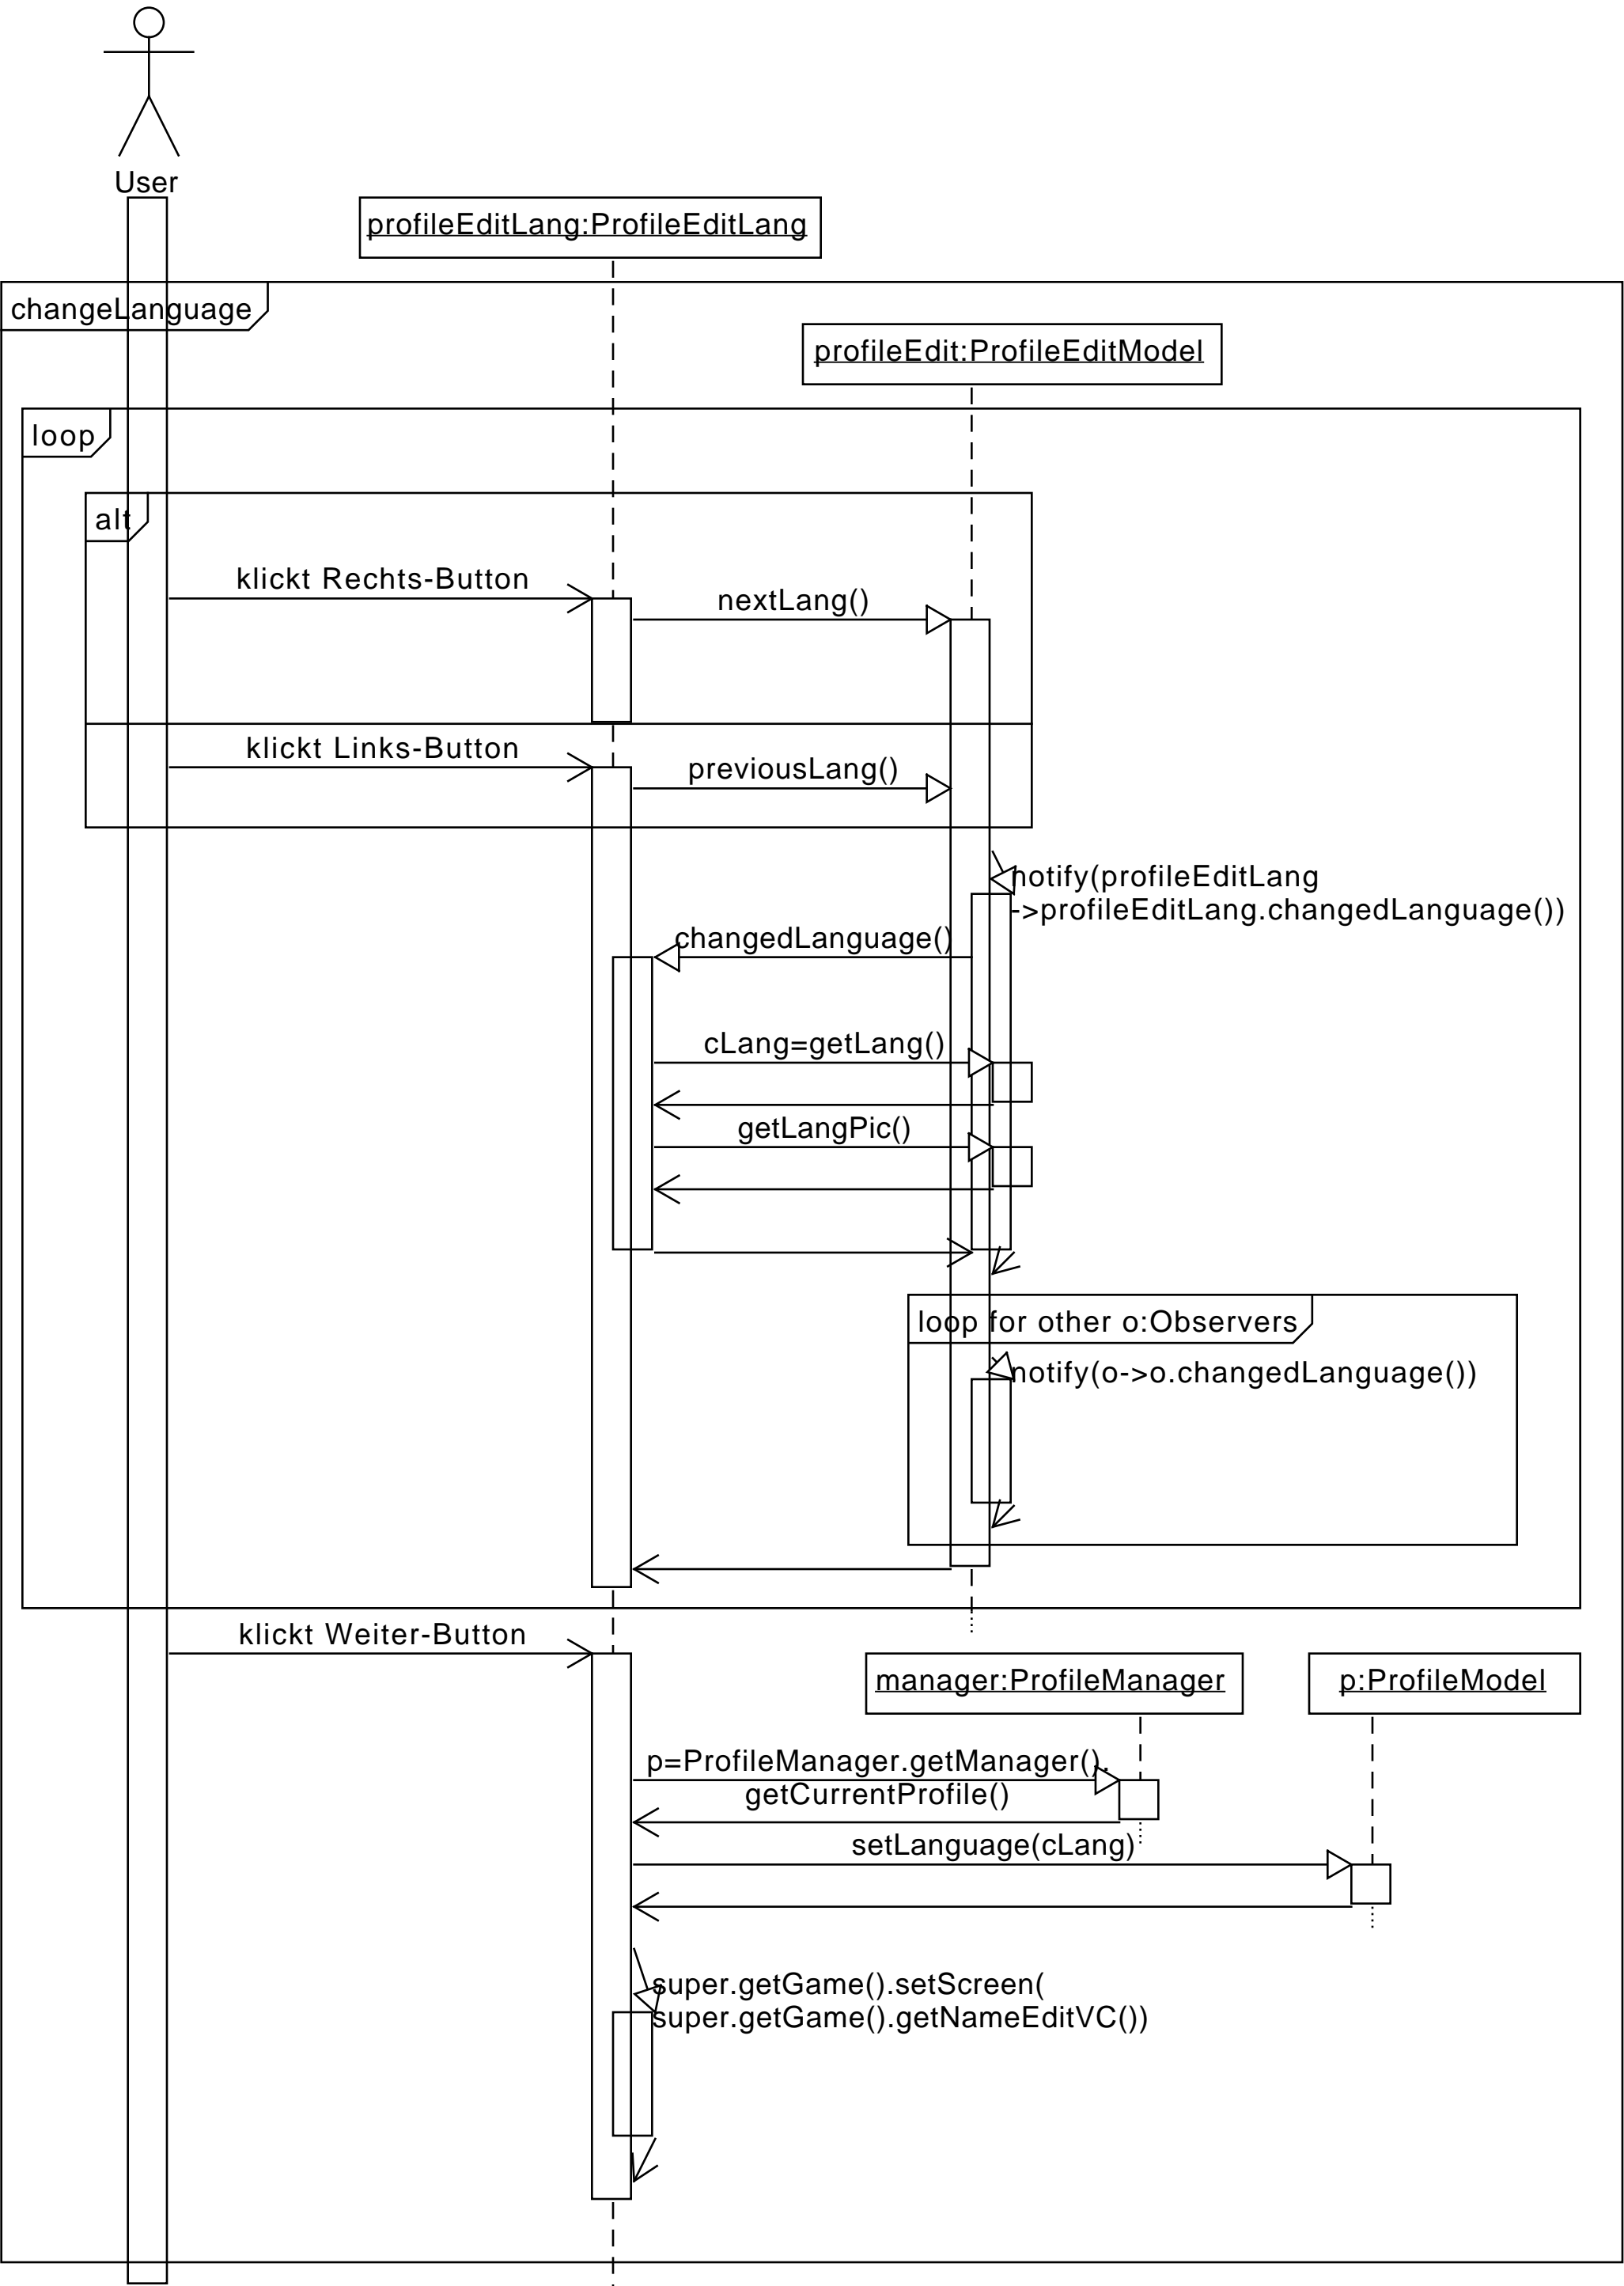 User
profileEditLang:ProfileEditLang
changeLanguage
profileEdit:ProfileEditModel
loop
alt
klickt Rechts-Button
nextLang()
klickt Links-Button
previousLang()
notify(profileEditLang
->profileEditLang.changedLanguage())
changedLanguage()
cLang=getLang()
getLangPic()
loop for other o:Observers
notify(o->o.changedLanguage())
klickt Weiter-Button
manager:ProfileManager
p:ProfileModel
p=ProfileManager.getManager().
getCurrentProfile()
setLanguage(cLang)
super.getGame().setScreen(
super.getGame().getNameEditVC())